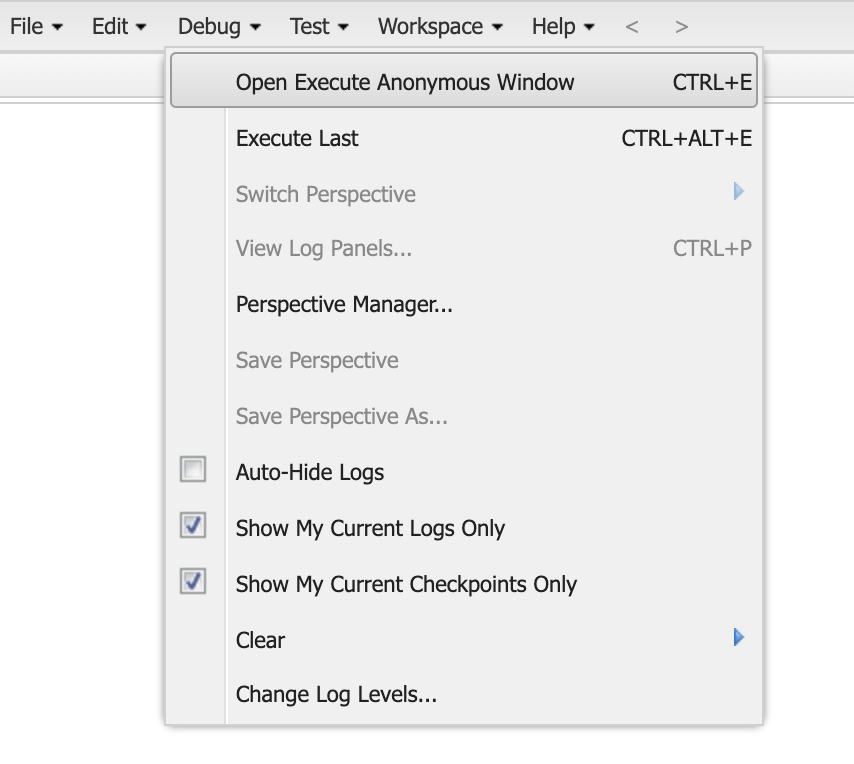 File Edit Debug Test Workspace Help < >
Open Execute Anonymous Window CTRL+E
Execute Last CTRL+ALT+E
Switch Perspective
View Log Panels... CTRL+P
Perspective Manager...
Save Perspective
Save Perspective As...
Auto-Hide Logs
Show My Current Logs Only
Show My Current Checkpoints Only
Clear
Change Log Levels...